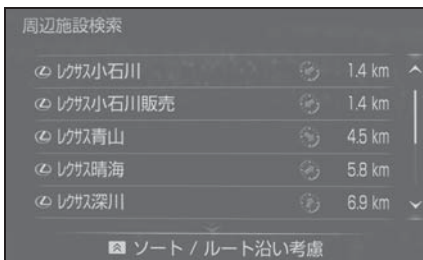 周辺施設検索
レクサス小石川 1.4 km
レクサス小石川販売 1.4 km
レクサス青山 4.5 km
レクサス晴海 5.8 km
レクサス深川 6.9 km
ソート / ルート沿い考慮